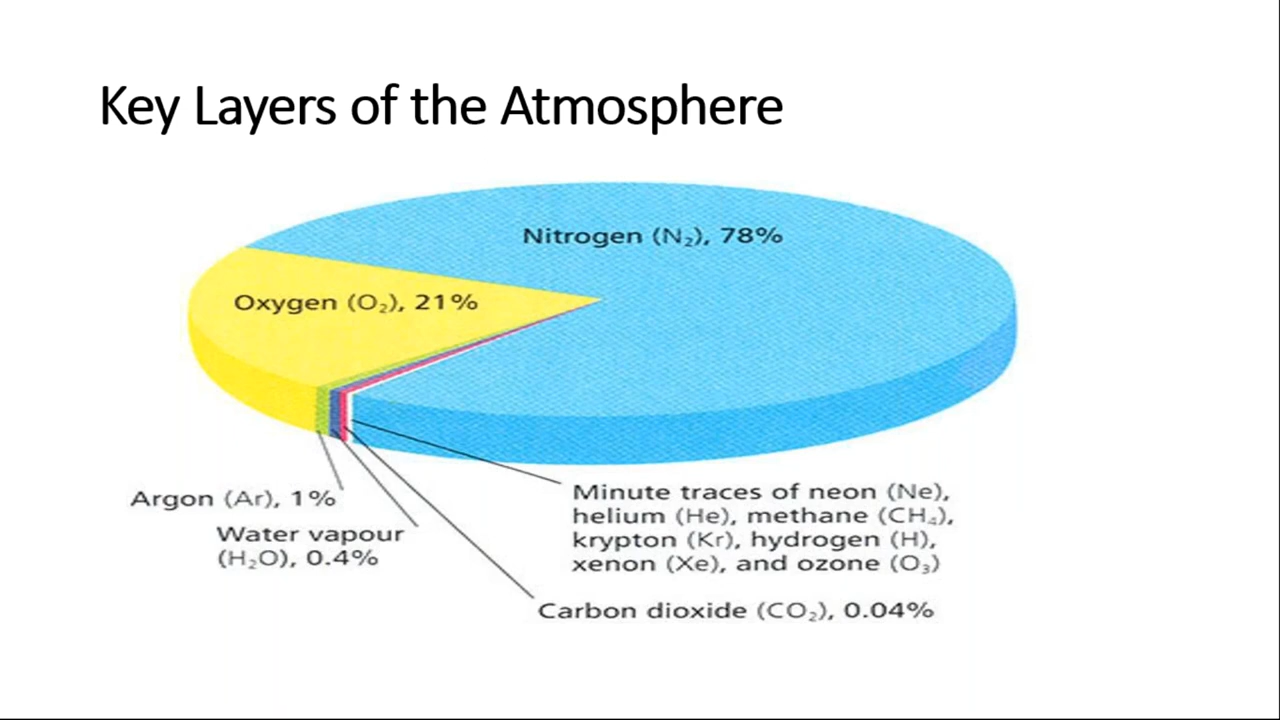 Key Layers of the Atmosphere
Nitrogen (N₂), 78%
Oxygen (O₂), 21%
Argon (Ar), 1%
Water vapour
(H₂O), 0.4%
Minute traces of neon (Ne),
helium (He), methane (CH₄),
krypton (Kr), hydrogen (H),
xenon (Xe), and ozone (O₃)
Carbon dioxide (CO₂), 0.04%